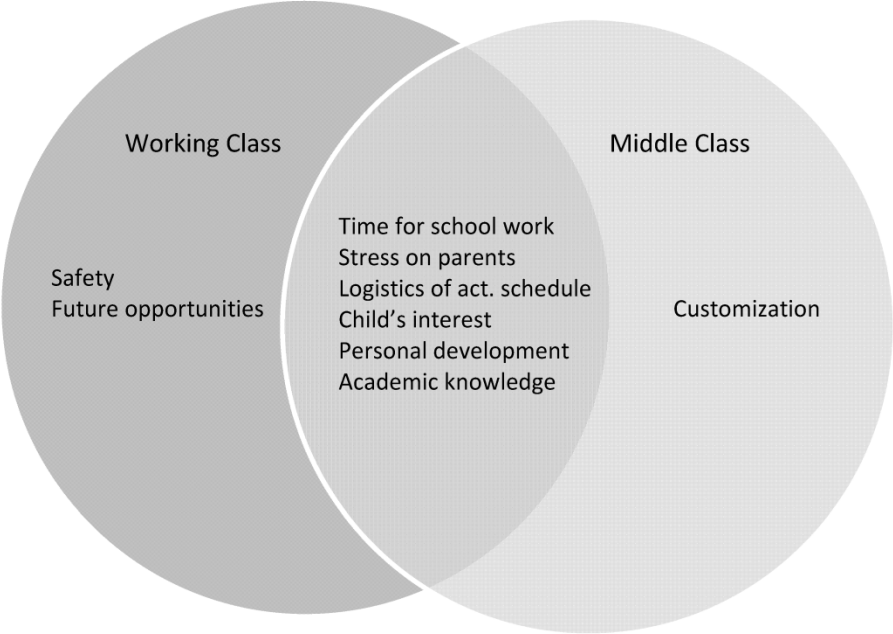 Working Class
Middle Class
Safety
Future opportunities
Time for school work
Stress on parents
Logistics of act. schedule
Child’s interest
Personal development
Academic knowledge
Customization